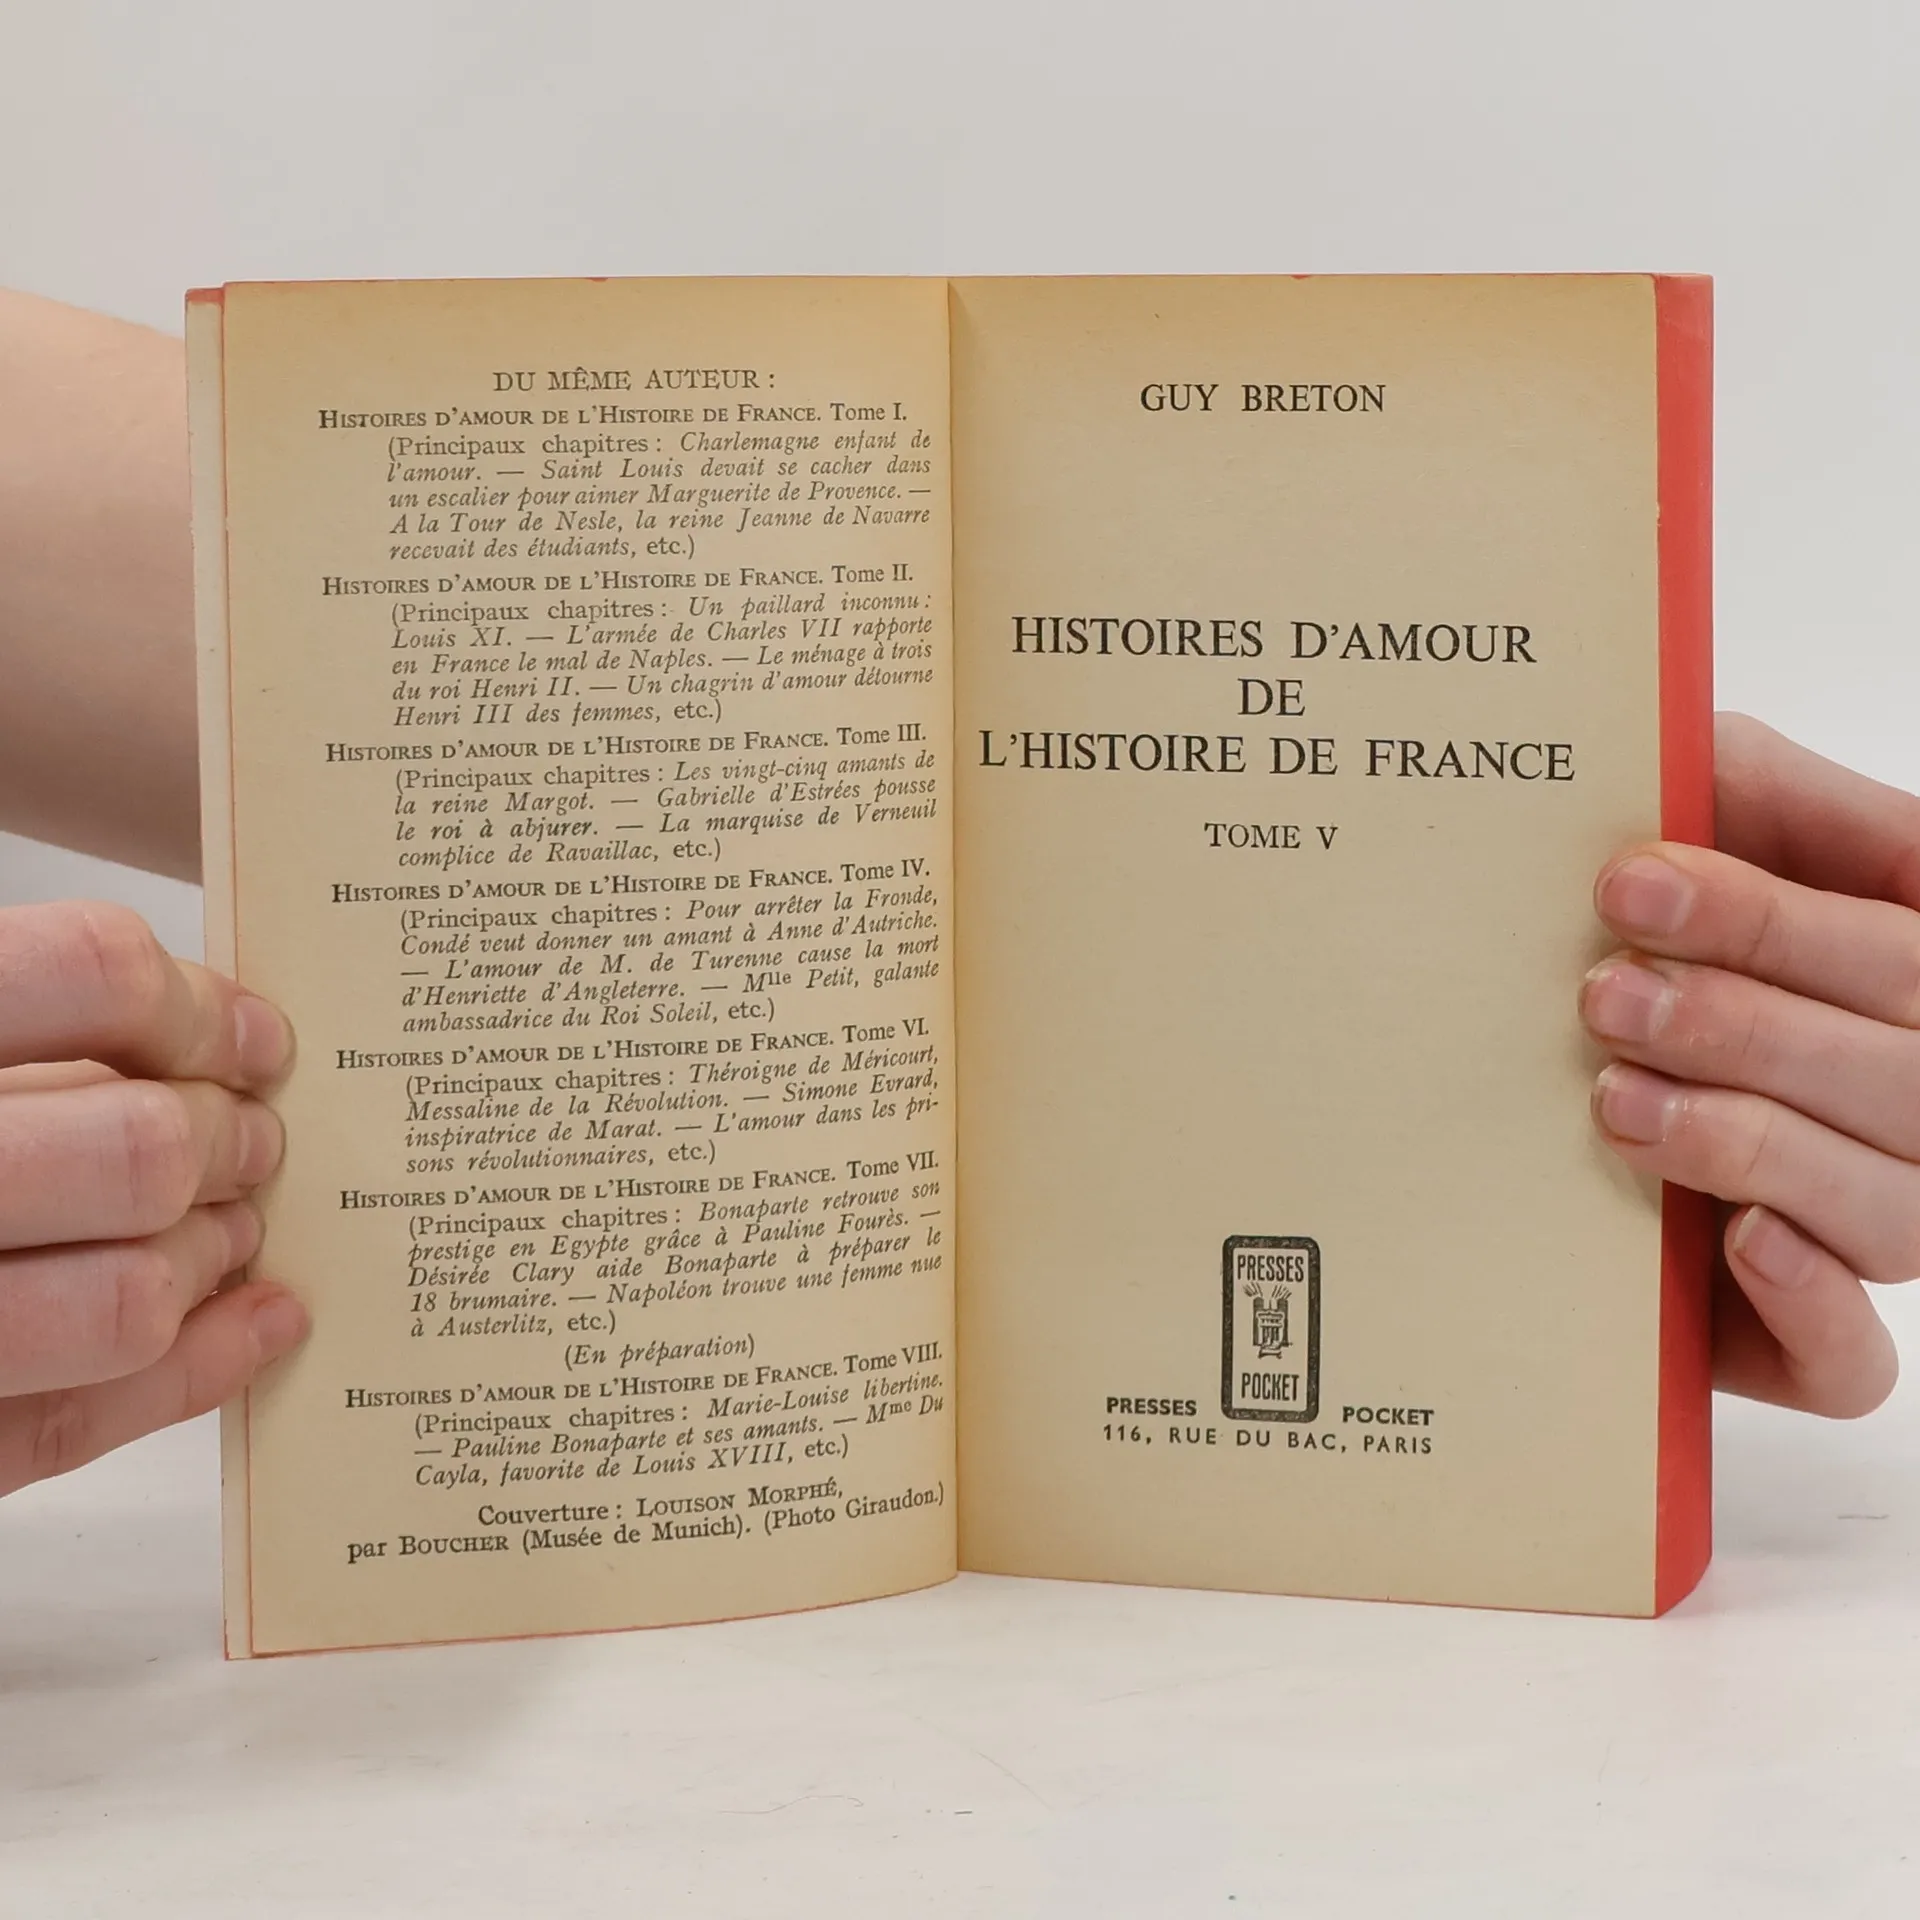 DU MÊME AUTEUR :
HISTOIRES D'AMOUR DE L'HISTOIRE DE FRANCE. Tome I.
(Principaux chapitres : Charlemagne enfant de
l'amour. — Saint Louis devait se cacher dans
un escalier pour aimer Marguerite de Provence. —
A la Tour de Nesle, la reine Jeanne de Navarre
recevait des étudiants, etc.)
HISTOIRES D'AMOUR DE L'HISTOIRE DE FRANCE. Tome II.
(Principaux chapitres : Un paillard inconnu :
Louis XI. — L'armée de Charles VII rapporte
en France le mal de Naples. — Le ménage à trois
du roi Henri II. — Un chagrin d'amour détourne
Henri III des femmes, etc.)
HISTOIRES D'AMOUR DE L'HISTOIRE DE FRANCE. Tome III.
(Principaux chapitres : Les vingt-cinq amants de
la reine Margot. — Gabrielle d'Estrées pousse
le roi à abjurer. — La marquise de Verneuil
complice de Ravaillac, etc.)
HISTOIRES D'AMOUR DE L'HISTOIRE DE FRANCE. Tome IV.
(Principaux chapitres : Pour arrêter la Fronde,
Condé veut donner un amant à Anne d'Autriche.
— L'amour de M. de Turenne cause la mort
d'Henriette d'Angleterre. — Mlle Petit, galante
ambassadrice du Roi Soleil, etc.)
HISTOIRES D'AMOUR DE L'HISTOIRE DE FRANCE. Tome VI.
(Principaux chapitres : Théroigne de Méricourt,
Messaline de la Révolution. — Simone Evrard,
inspiratrice de Marat. — L'amour dans les pri-
sons révolutionnaires, etc.)
HISTOIRES D'AMOUR DE L'HISTOIRE DE FRANCE. Tome VII.
(Principaux chapitres : Bonaparte retrouve son
prestige en Egypte grâce à Pauline Fourès. —
Désirée Clary aide Bonaparte à préparer le
18 brumaire. — Napoléon trouve une femme nue
à Austerlitz, etc.)
(En préparation)
HISTOIRES D'AMOUR DE L'HISTOIRE DE FRANCE. Tome VIII.
(Principaux chapitres : Marie-Louise libertine.
— Pauline Bonaparte et ses amants. — Mme Du
Cayla, favorite de Louis XVIII, etc.)
Couverture : LOUISON MORPHÉ,
par BOUCHER (Musée de Munich). (Photo Giraudon.)
GUY BRETON
HISTOIRES D'AMOUR
DE
L'HISTOIRE DE FRANCE
TOME V
PRESSES
POCKET
PRESSES POCKET
116, RUE DU BAC, PARIS